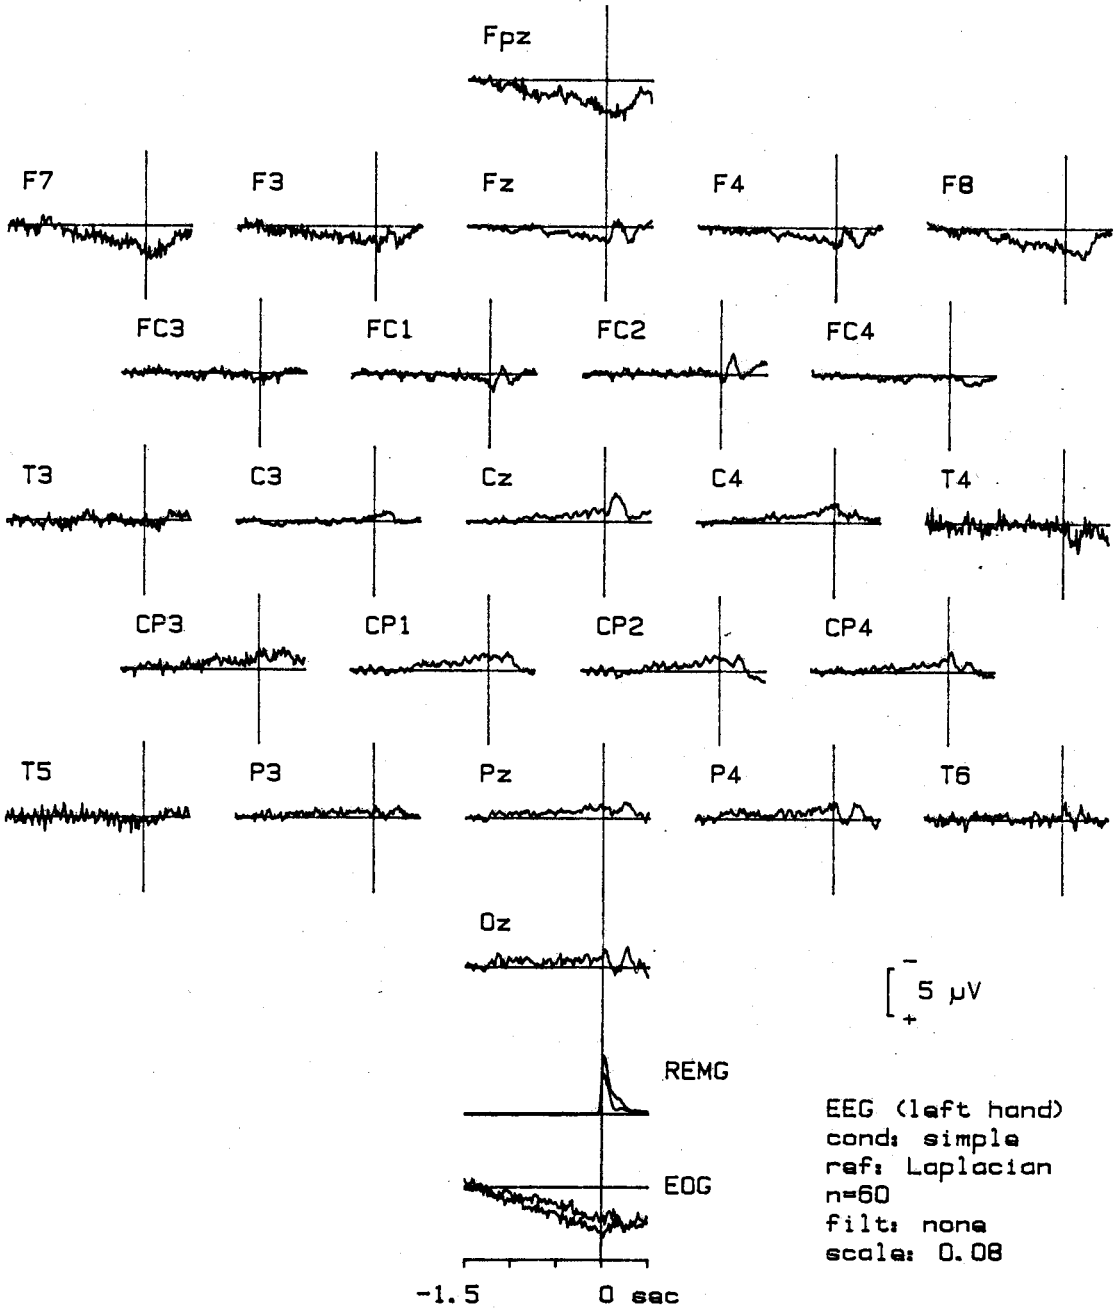 Fpz
F7 F3 Fz F4 F8
FC3 FC1 FC2 FC4
T3 C3 Cz C4 T4
CP3 CP1 CP2 CP4
T5 P3 Pz P4 T6
Oz
−
5 µV
+
REMG
EOG
EEG (left hand)
cond: simple
ref: Laplacian
n=60
filt: none
scale: 0.08
-1.5 0 sec